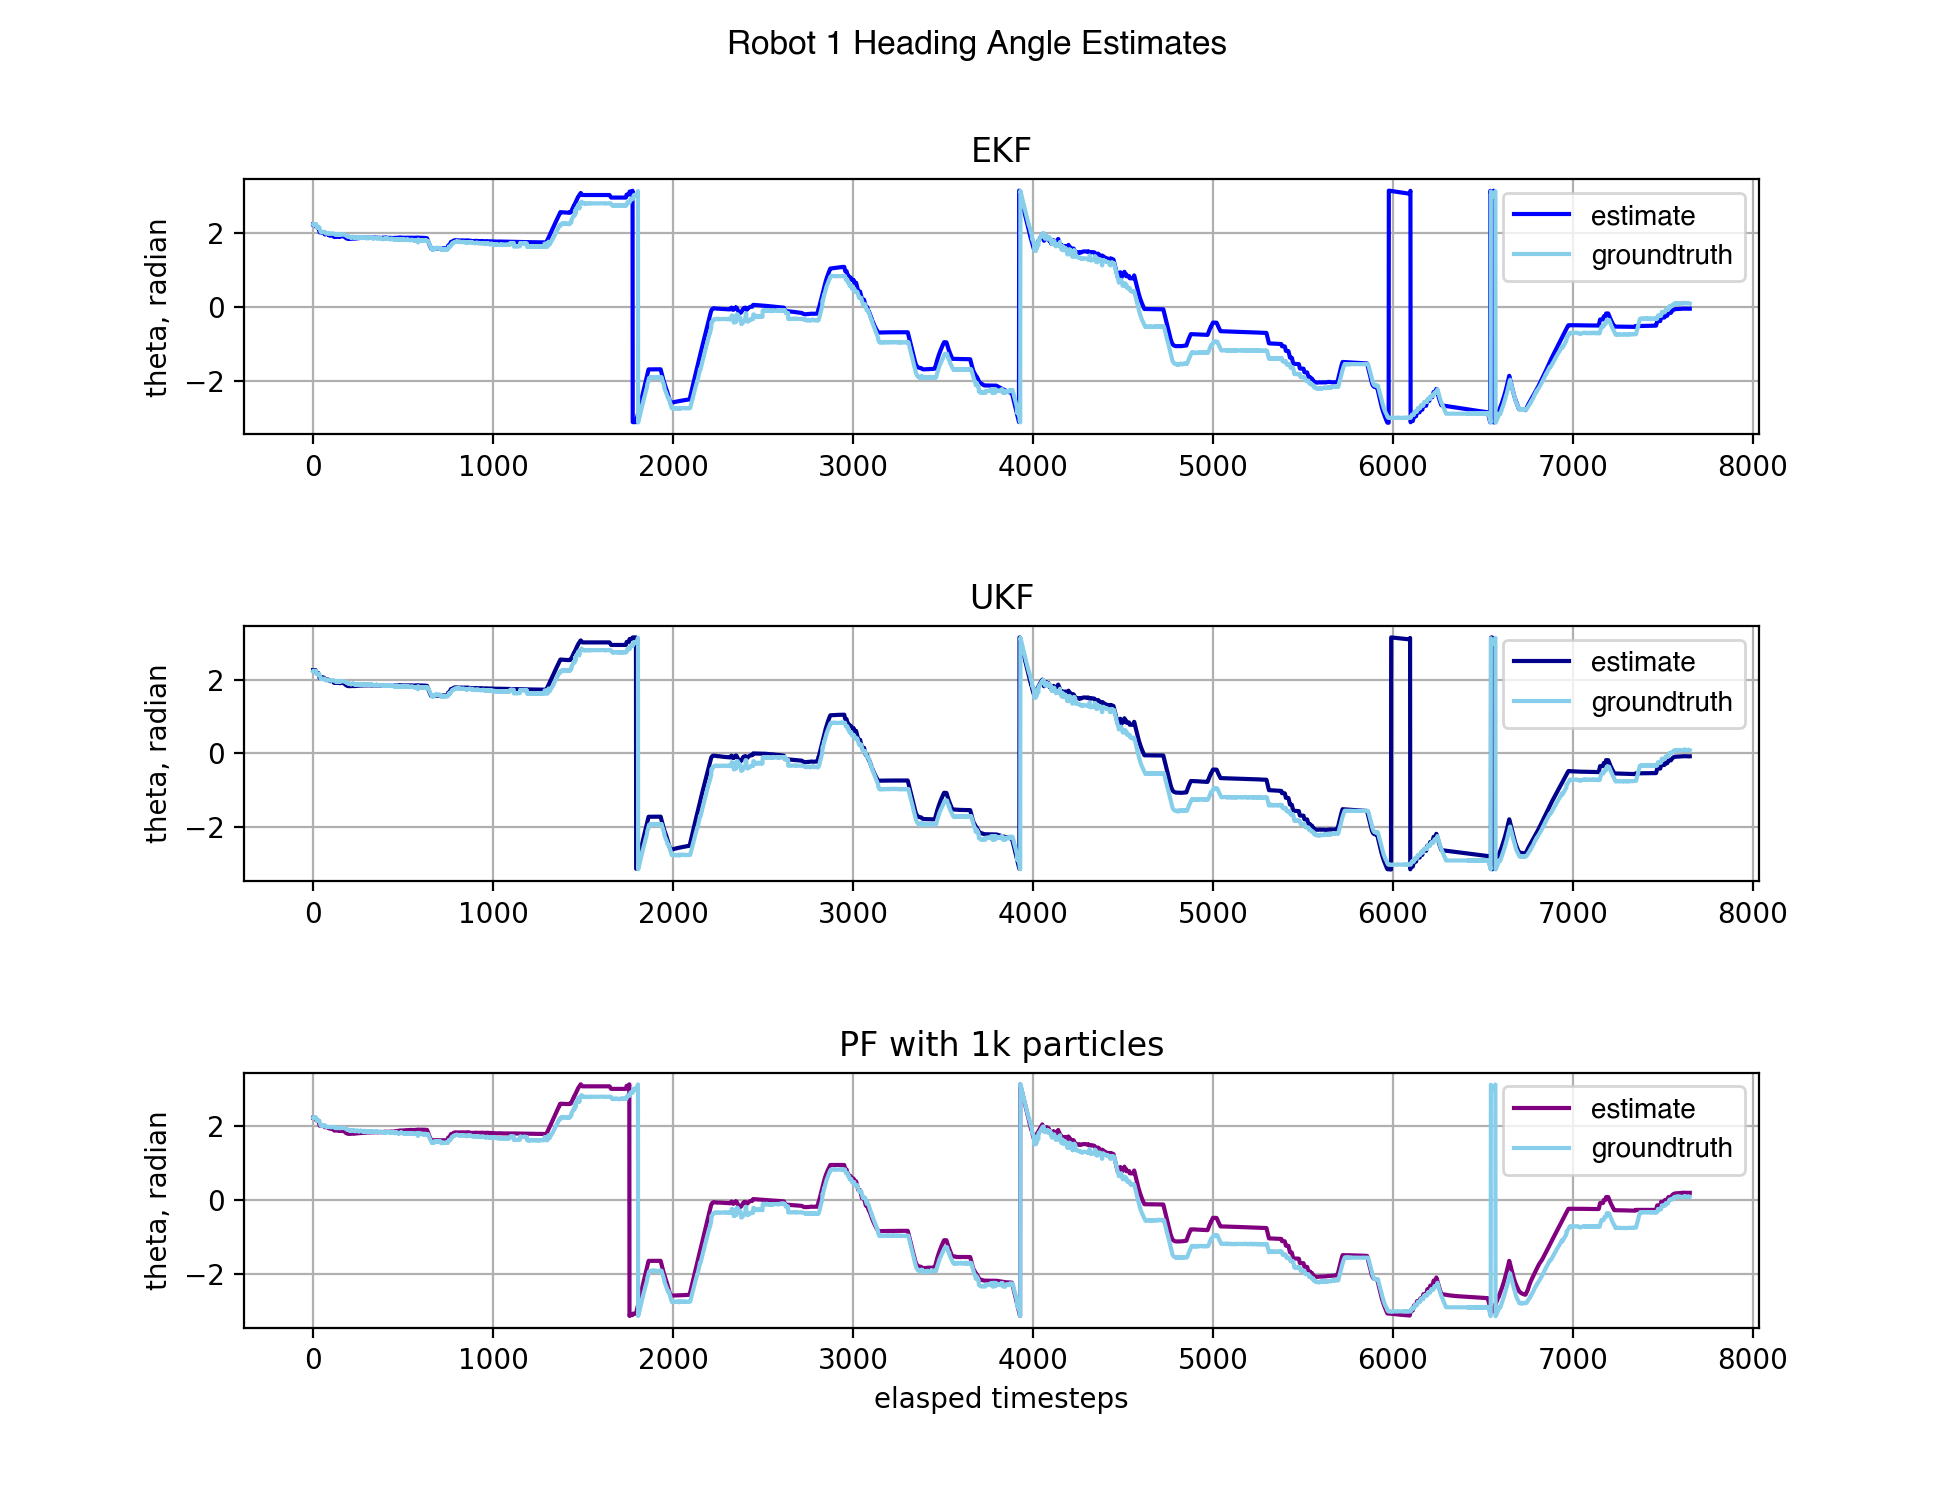 Robot 1 Heading Angle Estimates
EKF
theta, radian
2
0
−2
estimate
groundtruth
0 1000 2000 3000 4000 5000 6000 7000 8000
UKF
theta, radian
2
0
−2
estimate
groundtruth
0 1000 2000 3000 4000 5000 6000 7000 8000
PF with 1k particles
theta, radian
2
0
−2
estimate
groundtruth
0 1000 2000 3000 4000 5000 6000 7000 8000
elasped timesteps